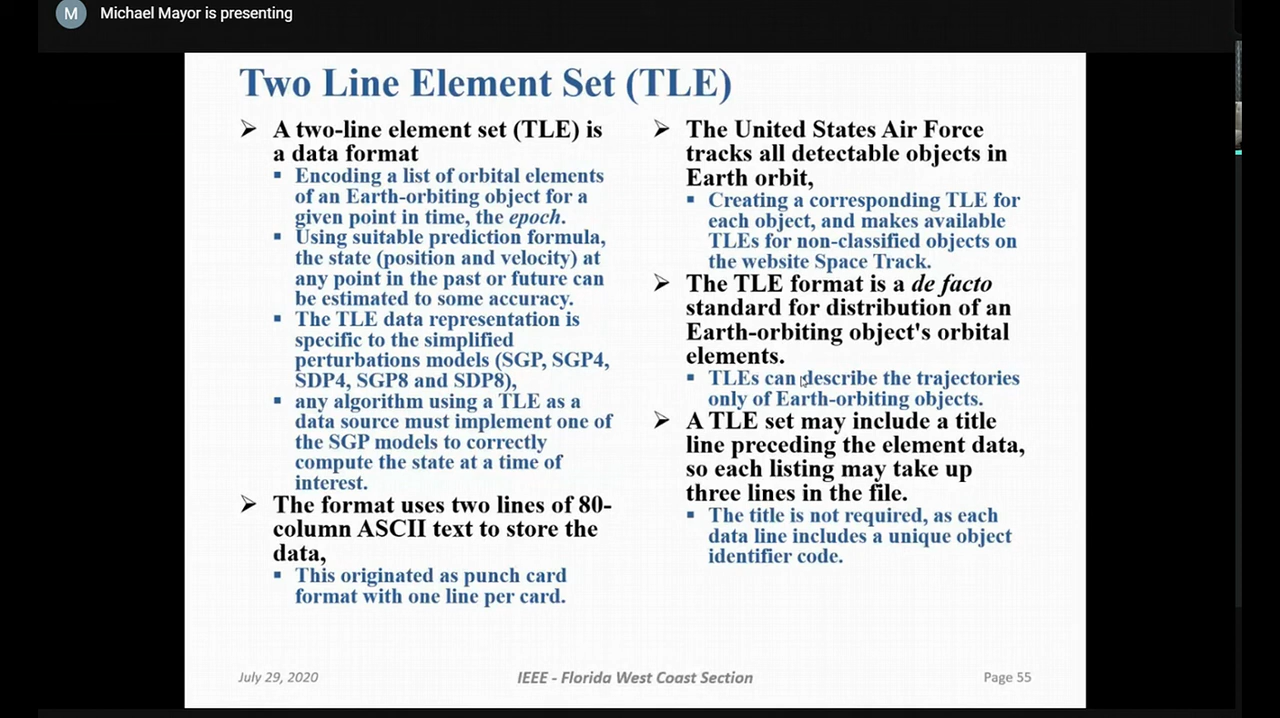 M
Michael Mayor is presenting
Two Line Element Set (TLE)
A two-line element set (TLE) is
a data format
Encoding a list of orbital elements
of an Earth-orbiting object for a
given point in time, the epoch.
Using suitable prediction formula,
the state (position and velocity) at
any point in the past or future can
be estimated to some accuracy.
The TLE data representation is
specific to the simplified
perturbations models (SGP, SGP4,
SDP4, SGP8 and SDP8),
any algorithm using a TLE as a
data source must implement one of
the SGP models to correctly
compute the state at a time of
interest.
The format uses two lines of 80-
column ASCII text to store the
data,
This originated as punch card
format with one line per card.
The United States Air Force
tracks all detectable objects in
Earth orbit,
Creating a corresponding TLE for
each object, and makes available
TLEs for non-classified objects on
the website Space Track.
The TLE format is a de facto
standard for distribution of an
Earth-orbiting object's orbital
elements.
TLEs can describe the trajectories
only of Earth-orbiting objects.
A TLE set may include a title
line preceding the element data,
so each listing may take up
three lines in the file.
The title is not required, as each
data line includes a unique object
identifier code.
July 29, 2020
IEEE - Florida West Coast Section
Page 55